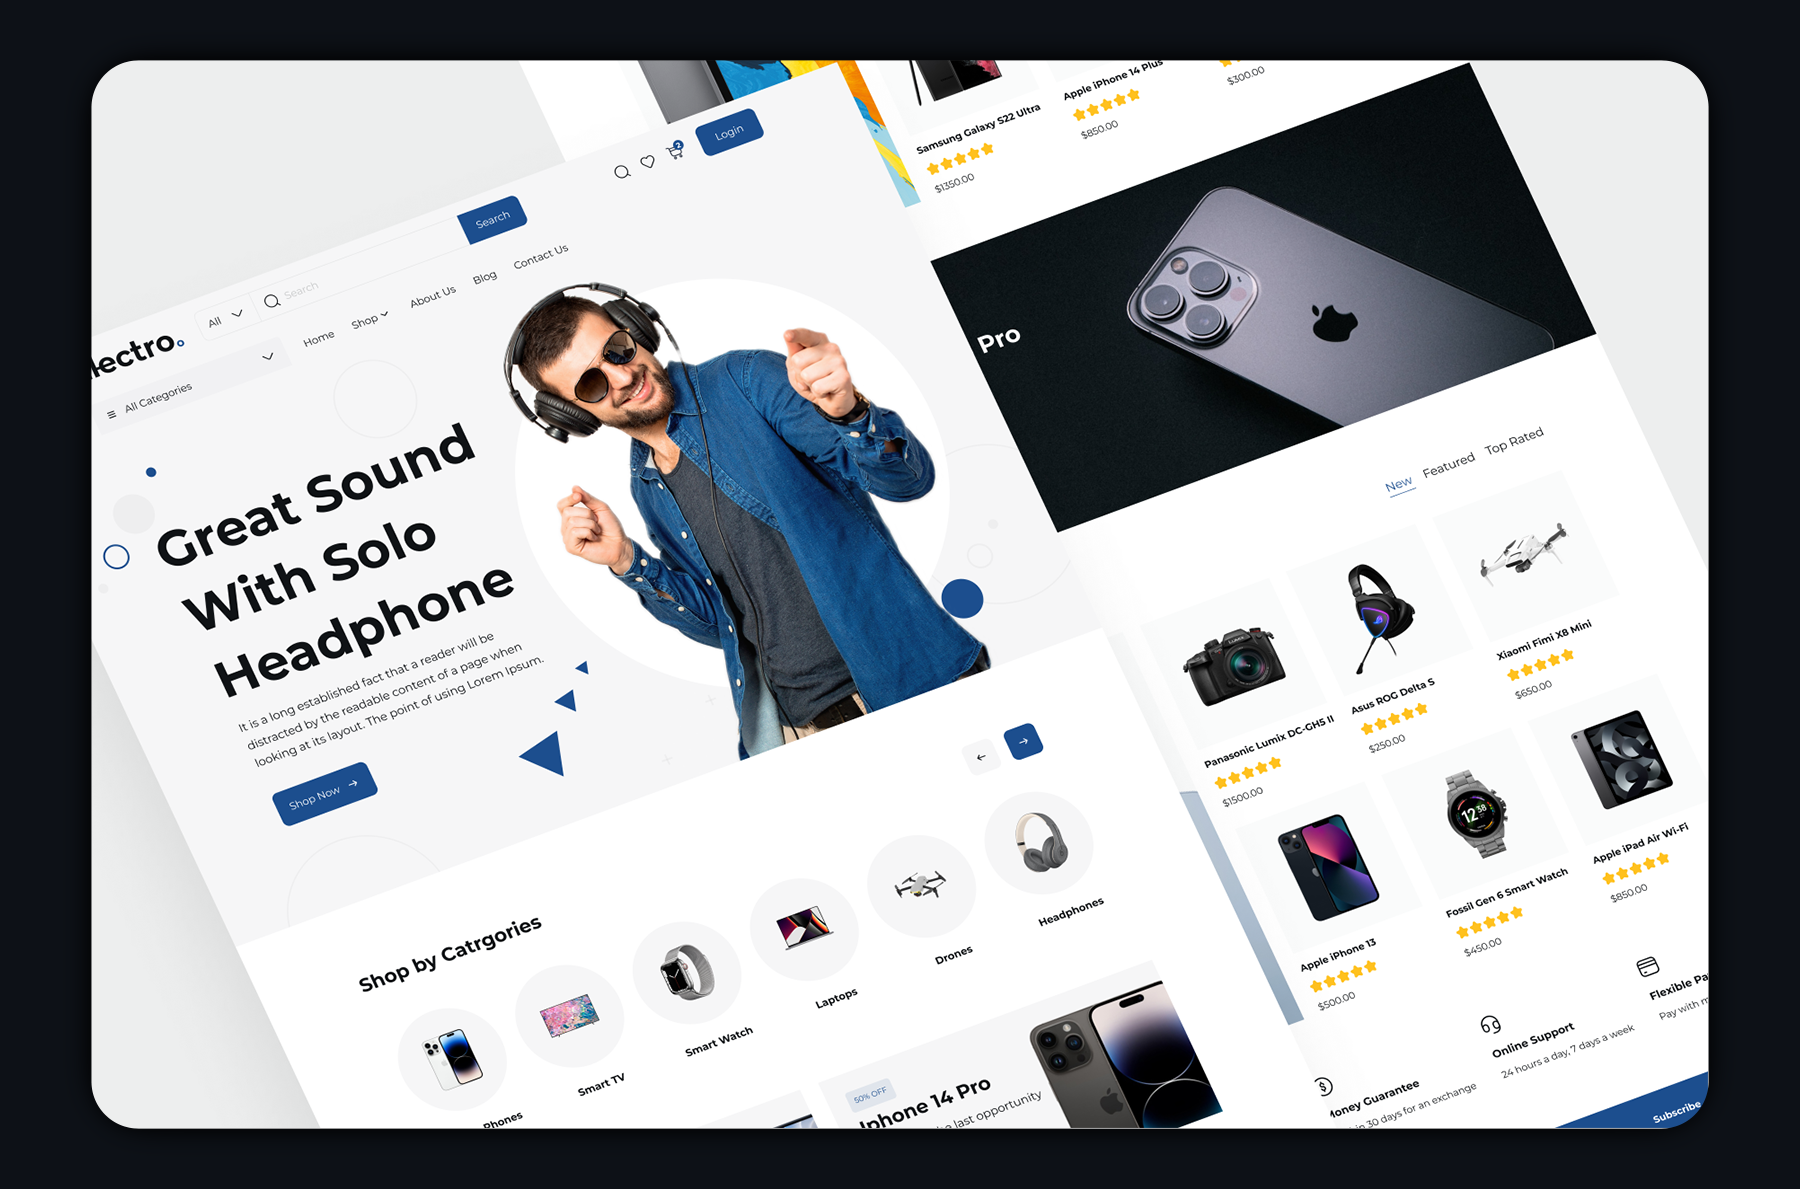 lectro
All
Search
Search
2
Login
All Categories
Home
Shop
About Us
Blog
Contact Us
Great Sound
With Solo
Headphone
It is a long established fact that a reader will be
distracted by the readable content of a page when
looking at its layout. The point of using Lorem Ipsum.
Shop Now
Shop by Catrgories
Phones
Smart TV
Smart Watch
Laptops
Drones
Headphones
50% OFF
Iphone 14 Pro
last opportunity
Samsung Galaxy S22 Ultra
$1350.00
Apple iPhone 14 Plus
$850.00
$300.00
Pro
New
Featured
Top Rated
Panasonic Lumix DC-GH5 II
$1500.00
Asus ROG Delta S
$250.00
Xiaomi Fimi X8 Mini
$650.00
Apple iPhone 13
$500.00
Fossil Gen 6 Smart Watch
$450.00
Apple iPad Air Wi-Fi
$850.00
LUMIX
12 38
Money Guarantee
in 30 days for an exchange
Online Support
24 hours a day, 7 days a week
Flexible Pa
Pay with m
Subscribe